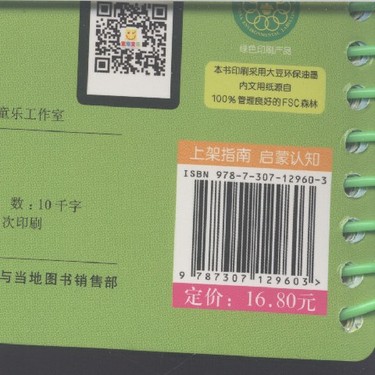 绿色印刷产品
本书印刷采用大豆环保油墨
内文用纸源自
100%管理良好的FSC森林
童乐工作室
上架指南 启蒙认知
ISBN 978-7-307-12960-3
数:10千字
次印刷
与当地图书销售部
9 787307 129603 >
定价: 16.80元